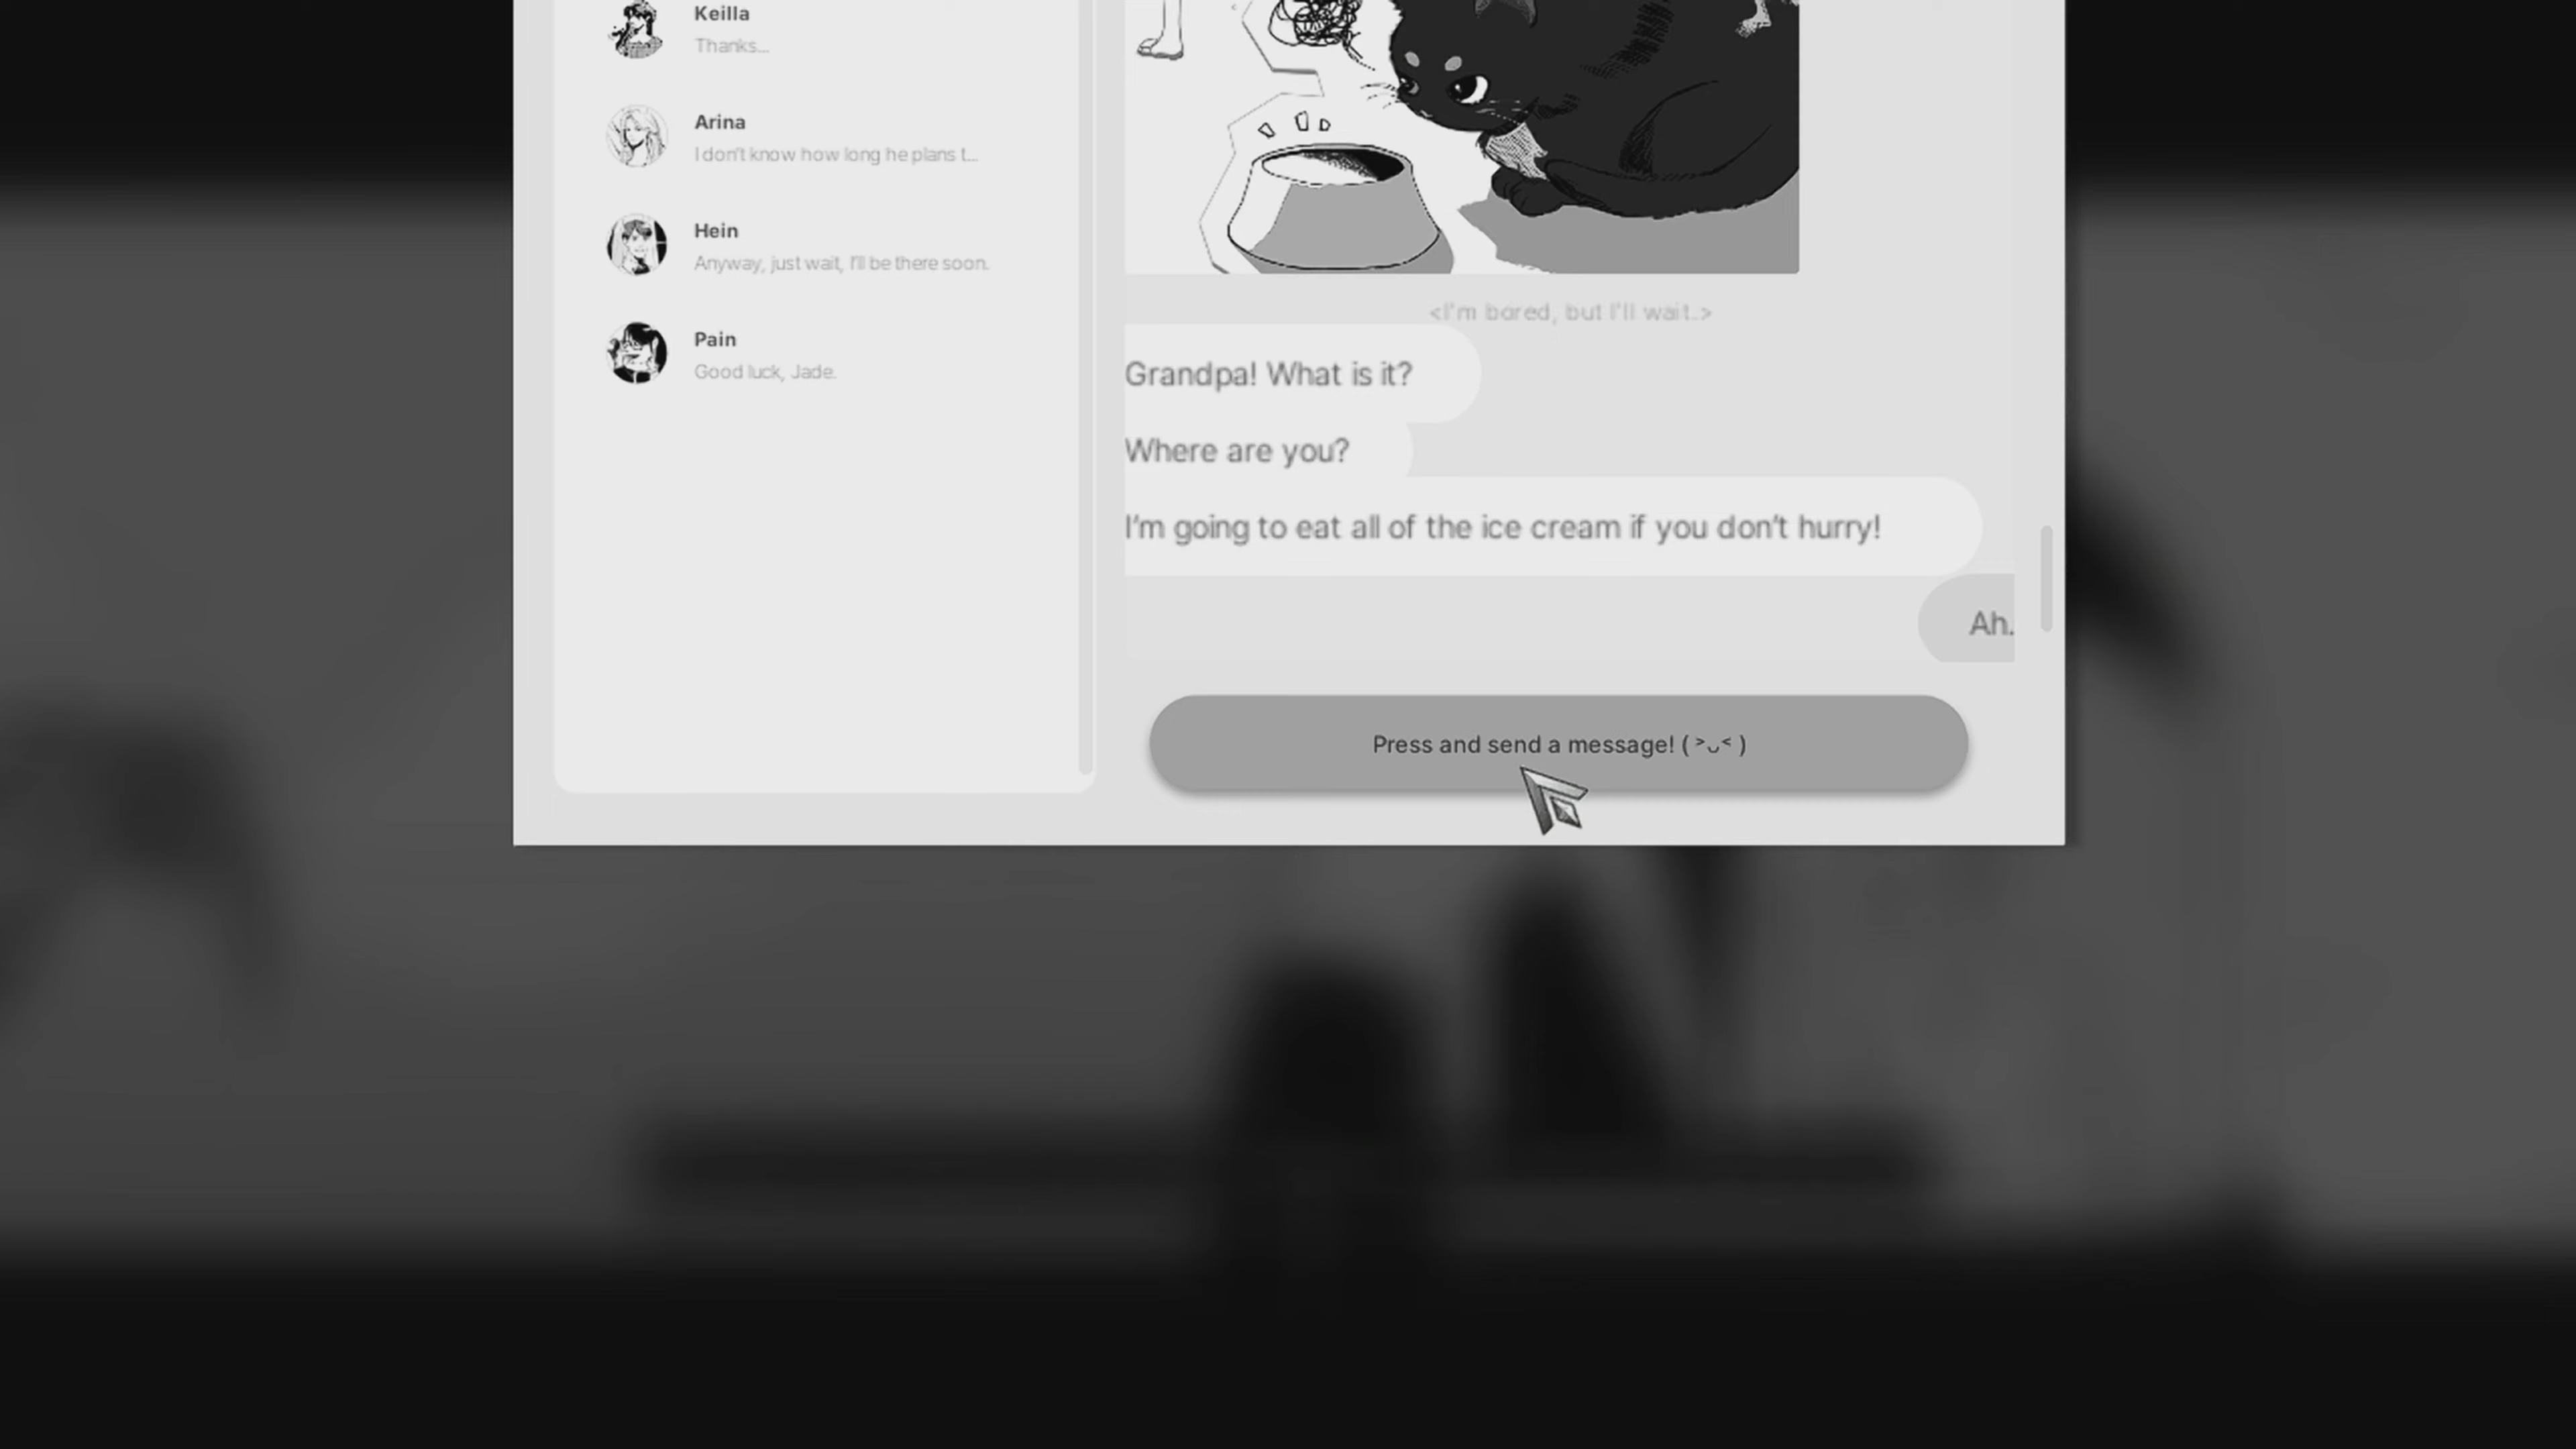 Keilla
Thanks...
Arina
I don't know how long he plans t...
Hein
Anyway, just wait, I'll be there soon.
Pain
Good luck, Jade.
<I'm bored, but I'll wait.>
Grandpa! What is it?
Where are you?
I'm going to eat all of the ice cream if you don't hurry!
Ah.
Press and send a message! ( ˃ᴗ˂ )